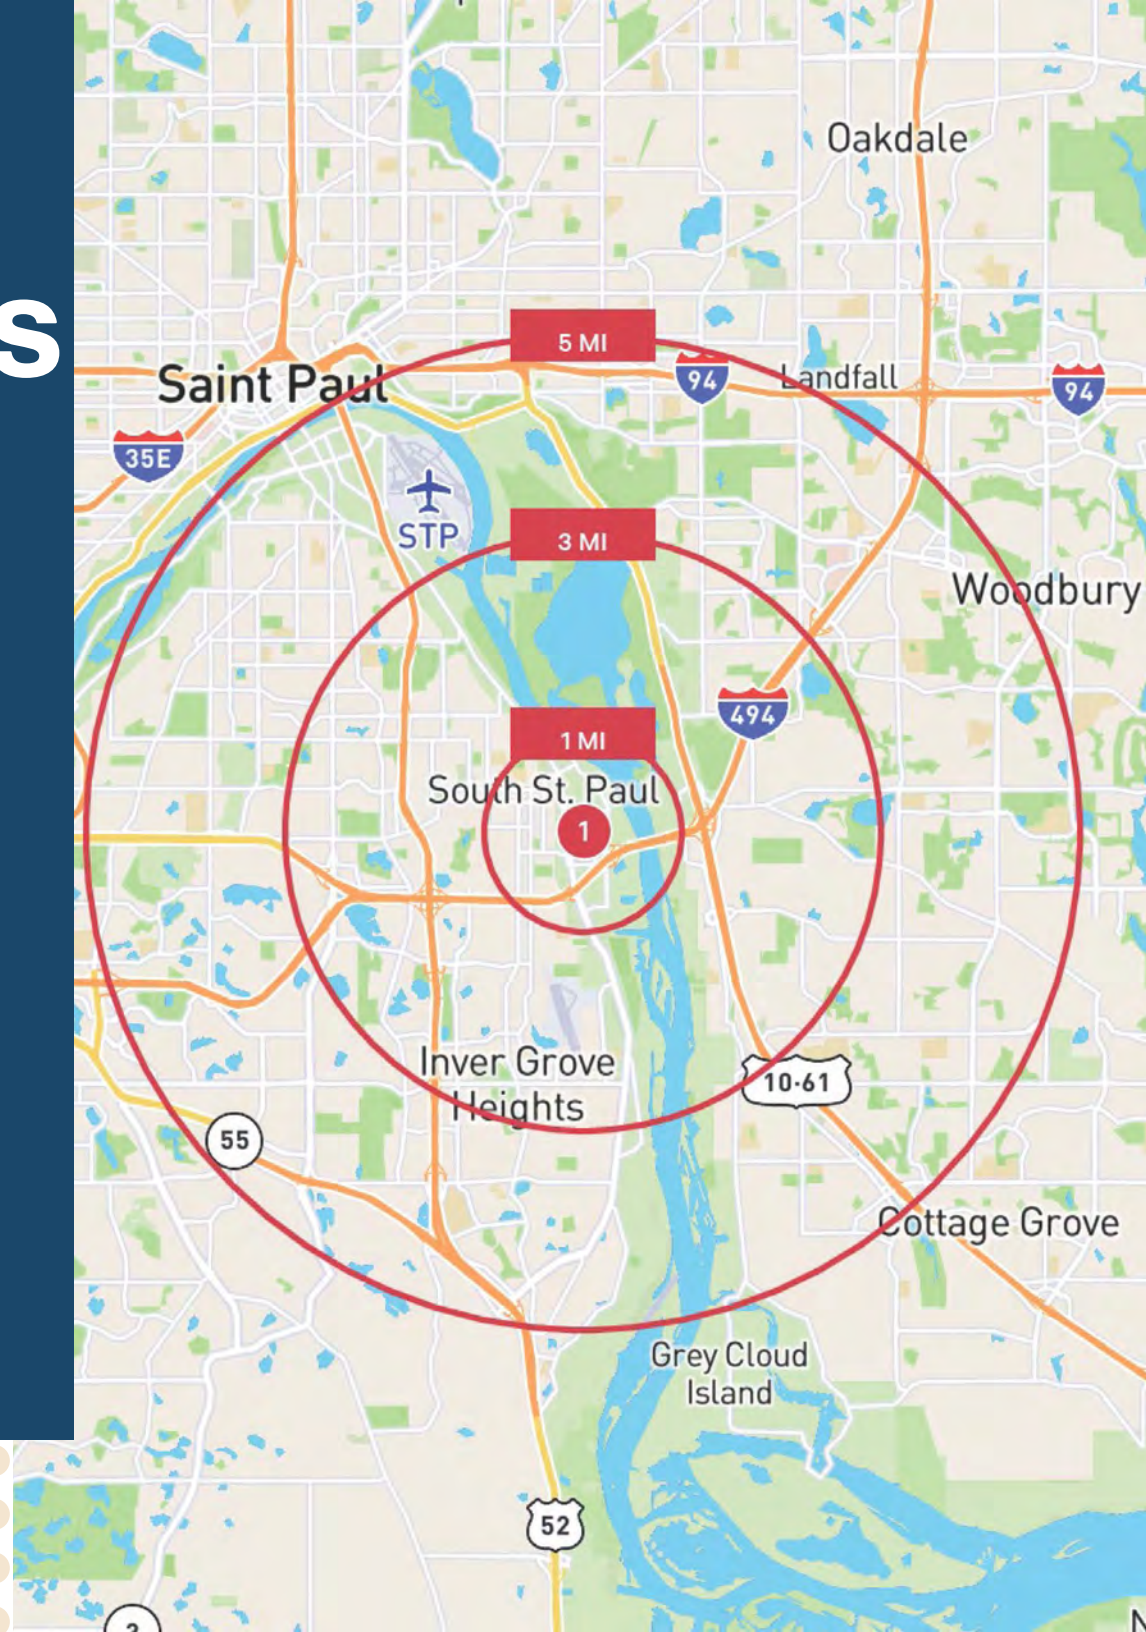 Oakdale
s
5 MI
Saint Paul
94
Landfall
94
35E
STP
3 MI
Woodbury
494
1 MI
South St. Paul
1
Inver Grove
Heights
10·61
55
Cottage Grove
Grey Cloud
Island
52